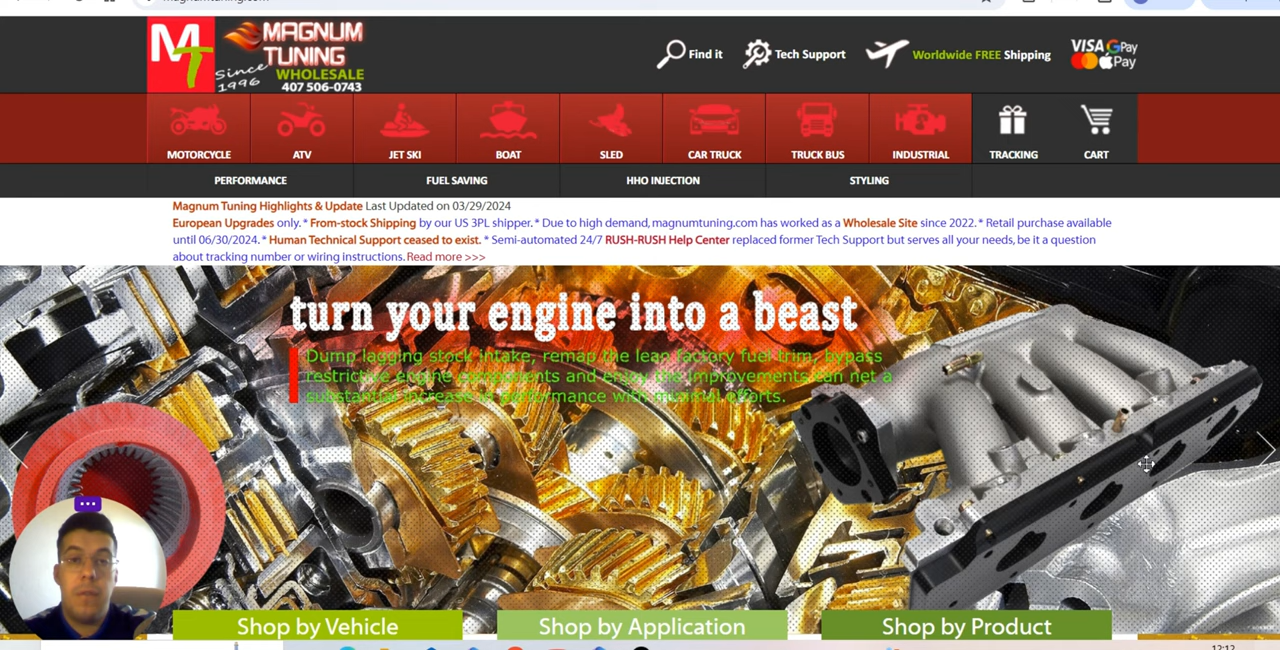 MAGNUM
TUNING
Since
1996
WHOLESALE
407 506-0743
MT
Find it
Tech Support
Worldwide FREE Shipping
VISA G Pay
Pay
MOTORCYCLE
ATV
JET SKI
BOAT
SLED
CAR TRUCK
TRUCK BUS
INDUSTRIAL
TRACKING
CART
PERFORMANCE
FUEL SAVING
HHO INJECTION
STYLING
Magnum Tuning Highlights & Update Last Updated on 03/29/2024
European Upgrades only. * From-stock Shipping by our US 3PL shipper. * Due to high demand, magnumtuning.com has worked as a Wholesale Site since 2022. * Retail purchase available
until 06/30/2024. * Human Technical Support ceased to exist. * Semi-automated 24/7 RUSH-RUSH Help Center replaced former Tech Support but serves all your needs, be it a question
about tracking number or wiring instructions. Read more >>>
turn your engine into a beast
Dump lagging stock intake, remap the lean factory fuel trim, bypass
restrictive engine components and enjoy the improvements can net a
substantial increase in performance with minimal efforts.
Shop by Vehicle
Shop by Application
Shop by Product
12:12